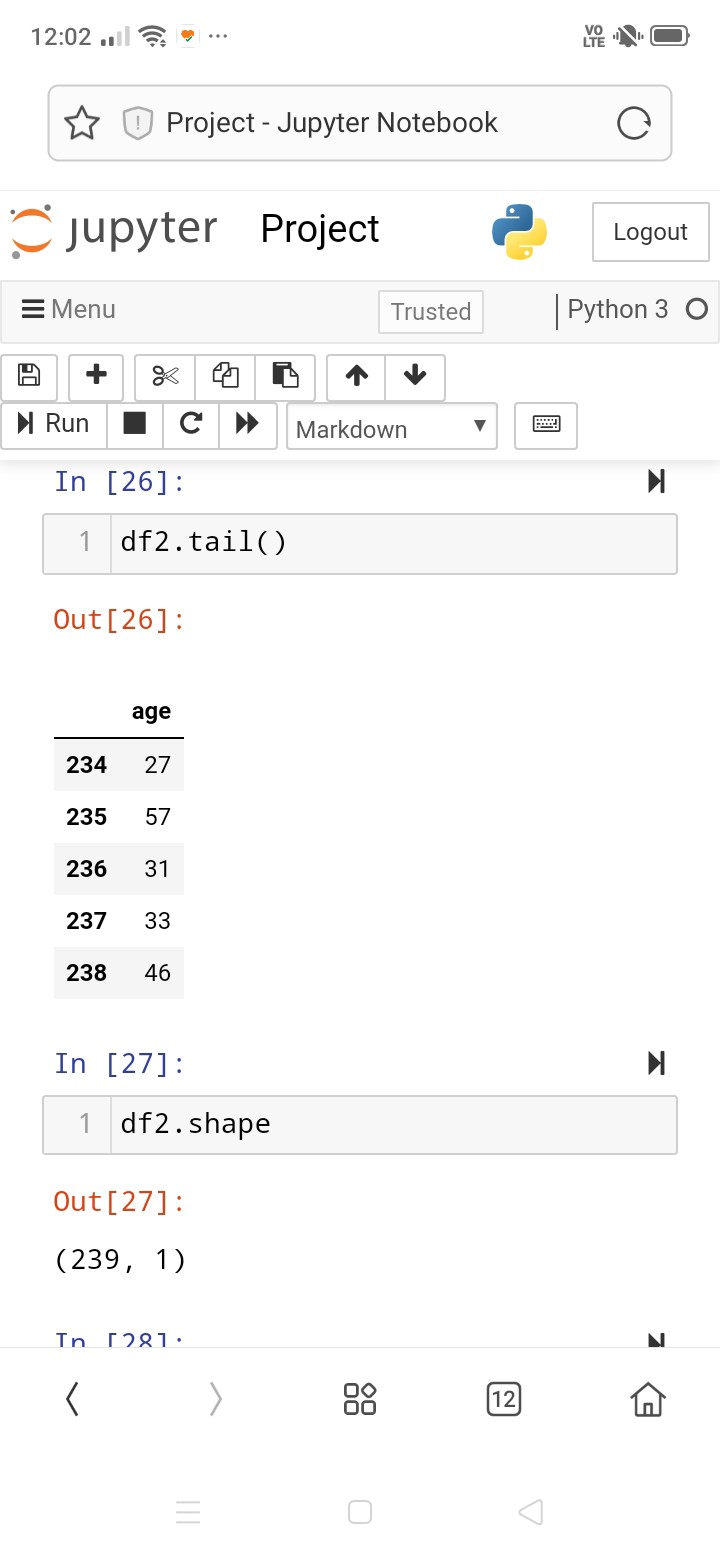 12:02 ... VO LTE
Project - Jupyter Notebook
jupyter Project Logout
Menu Trusted Python 3
Run Markdown
In [26]:
1 df2.tail()
Out[26]:
age
234 27
235 57
236 31
237 33
238 46
In [27]:
1 df2.shape
Out[27]:
(239, 1)
In [28]:
12